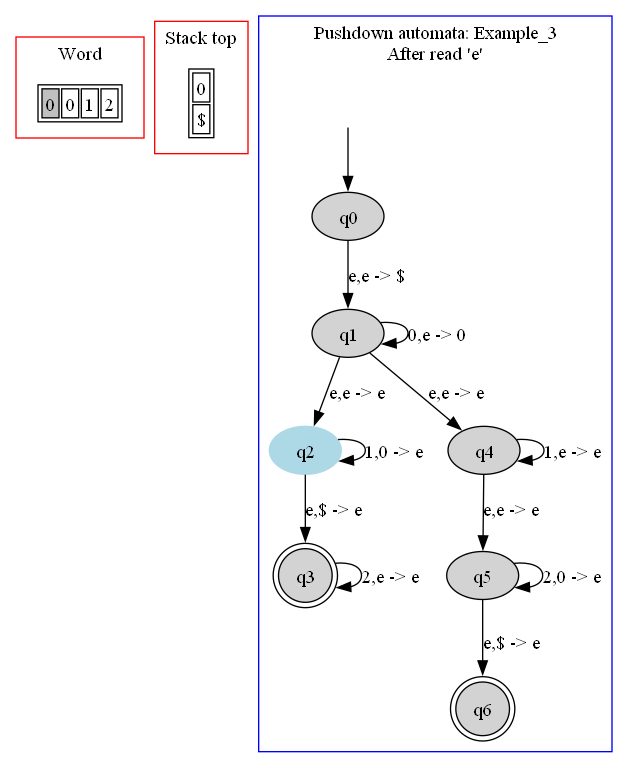 Word
0 0 1 2
Stack top
0
$
Pushdown automata: Example_3
After read 'e'
q0
e,e -> $
q1
0,e -> 0
e,e -> e
e,e -> e
q2
1,0 -> e
q4
1,e -> e
e,$ -> e
e,e -> e
q3
2,e -> e
q5
2,0 -> e
e,$ -> e
q6